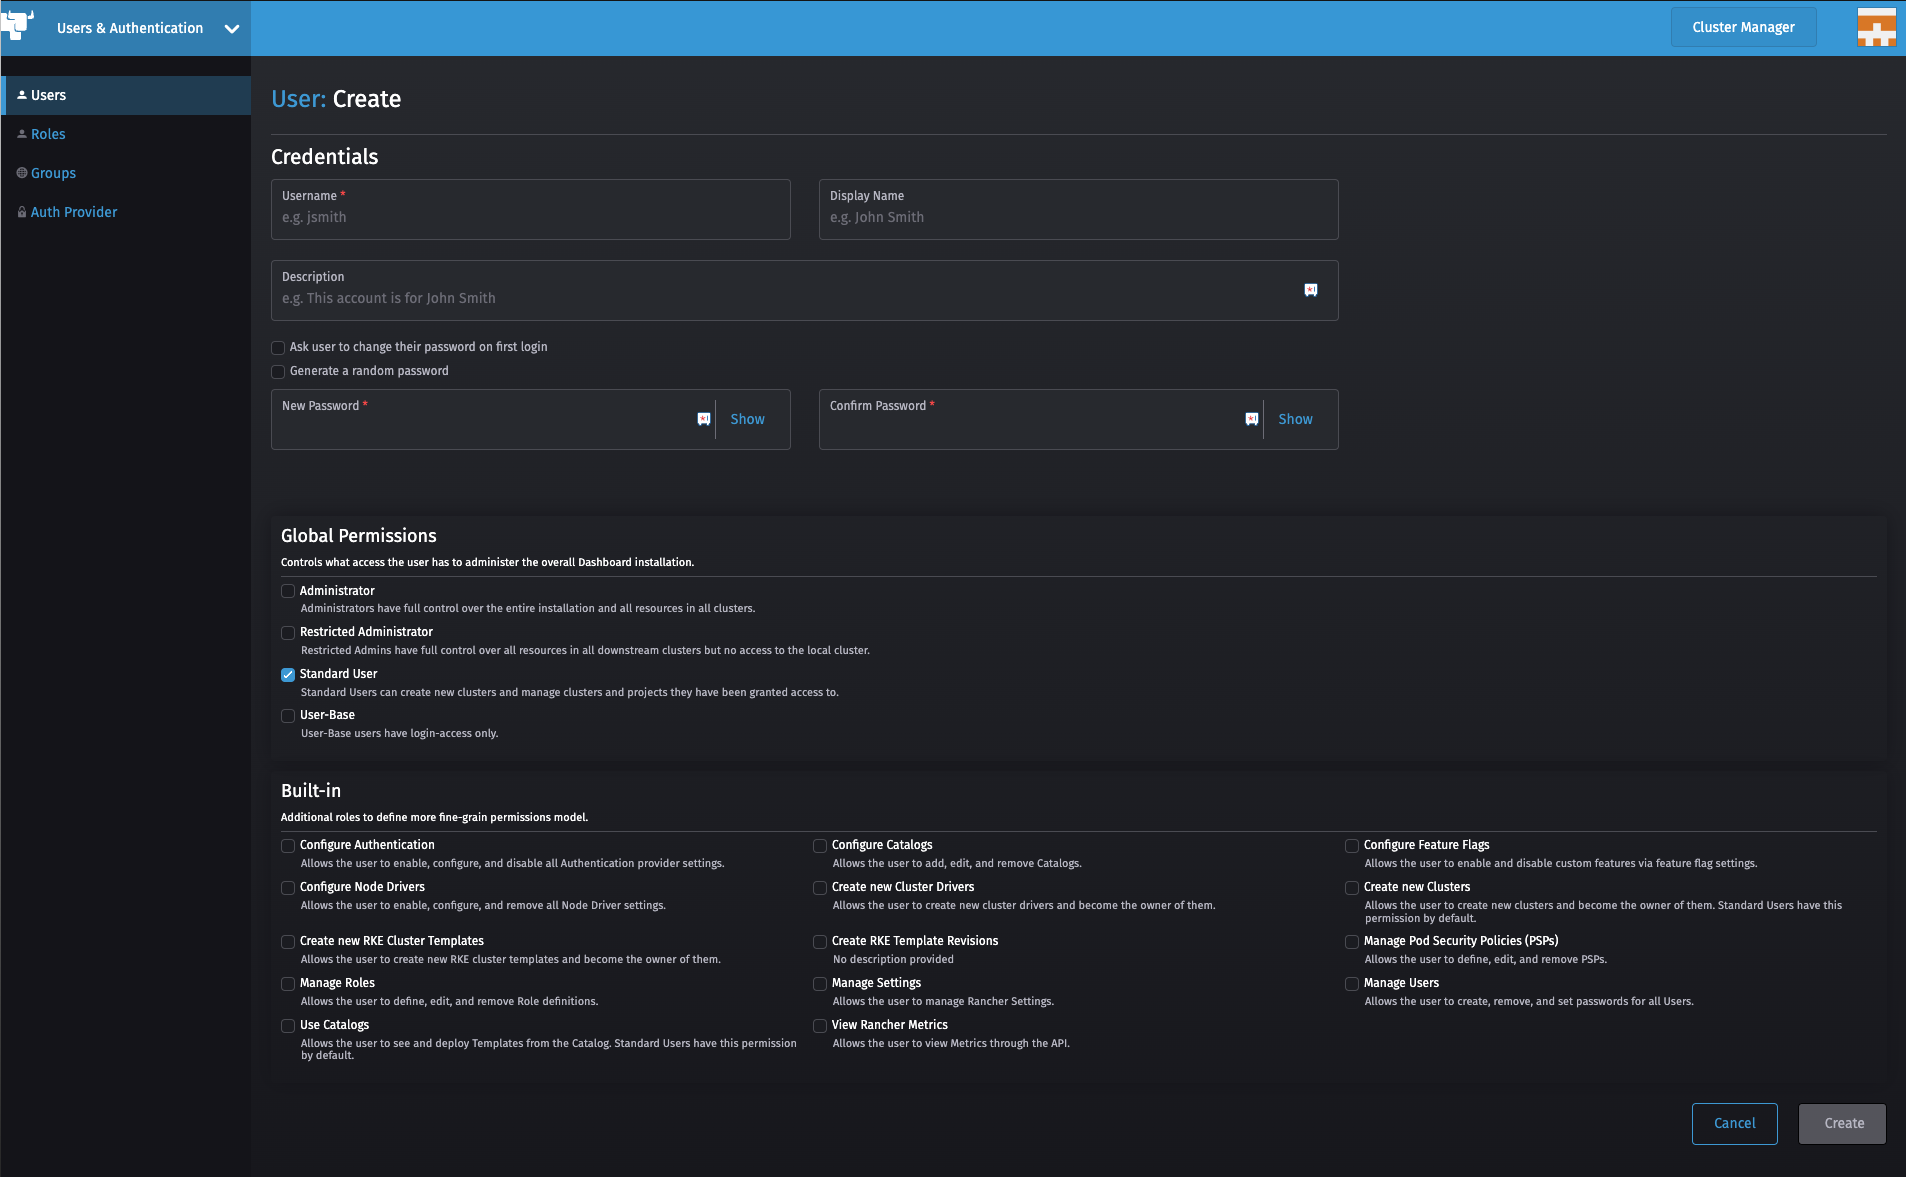 Users & Authentication
Cluster Manager
Users
Roles
Groups
Auth Provider
User: Create
Credentials
Username *
e.g. jsmith
Display Name
e.g. John Smith
Description
e.g. This account is for John Smith
Ask user to change their password on first login
Generate a random password
New Password *
Show
Confirm Password *
Show
Global Permissions
Controls what access the user has to administer the overall Dashboard installation.
Administrator
Administrators have full control over the entire installation and all resources in all clusters.
Restricted Administrator
Restricted Admins have full control over all resources in all downstream clusters but no access to the local cluster.
Standard User
Standard Users can create new clusters and manage clusters and projects they have been granted access to.
User-Base
User-Base users have login-access only.
Built-in
Additional roles to define more fine-grain permissions model.
Configure Authentication
Allows the user to enable, configure, and disable all Authentication provider settings.
Configure Catalogs
Allows the user to add, edit, and remove Catalogs.
Configure Feature Flags
Allows the user to enable and disable custom features via feature flag settings.
Configure Node Drivers
Allows the user to enable, configure, and remove all Node Driver settings.
Create new Cluster Drivers
Allows the user to create new cluster drivers and become the owner of them.
Create new Clusters
Allows the user to create new clusters and become the owner of them. Standard Users have this
permission by default.
Create new RKE Cluster Templates
Allows the user to create new RKE cluster templates and become the owner of them.
Create RKE Template Revisions
No description provided
Manage Pod Security Policies (PSPs)
Allows the user to define, edit, and remove PSPs.
Manage Roles
Allows the user to define, edit, and remove Role definitions.
Manage Settings
Allows the user to manage Rancher Settings.
Manage Users
Allows the user to create, remove, and set passwords for all Users.
Use Catalogs
Allows the user to see and deploy Templates from the Catalog. Standard Users have this permission
by default.
View Rancher Metrics
Allows the user to view Metrics through the API.
Cancel
Create